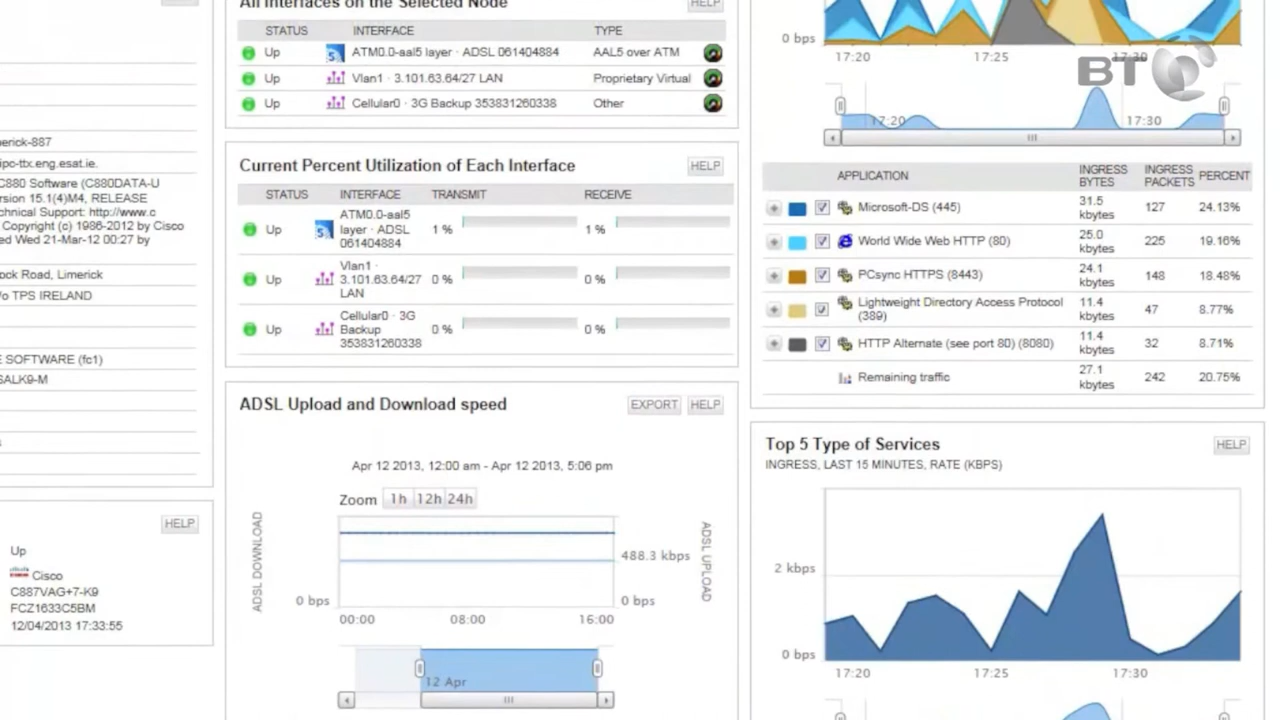 erick-887
ipc-ttx.eng.esat.ie.
C880 Software (C880DATA-U
ersion 15.1(4)M4, RELEASE
chnical Support: http://www.c
Copyright (c) 1986-2012 by Cisco
ed Wed 21-Mar-12 00:27 by
ock Road, Limerick
/o TPS IRELAND
E SOFTWARE (fc1)
SALK9-M
HELP
Up
Cisco
C887VAG+7-K9
FCZ1633C5BM
12/04/2013 17:33:55
All Interfaces on the Selected Node
HELP
STATUS INTERFACE TYPE
Up ATM0.0-aal5 layer · ADSL 061404884 AAL5 over ATM
Up Vlan1 · 3.101.63.64/27 LAN Proprietary Virtual
Up Cellular0 · 3G Backup 353831260338 Other
Current Percent Utilization of Each Interface
HELP
STATUS INTERFACE TRANSMIT RECEIVE
Up ATM0.0-aal5 1 % 1 %
layer · ADSL
061404884
Up Vlan1 · 0 % 0 %
3.101.63.64/27
LAN
Up Cellular0 · 3G 0 % 0 %
Backup
353831260338
ADSL Upload and Download speed
EXPORT HELP
Apr 12 2013, 12:00 am - Apr 12 2013, 5:06 pm
Zoom 1h 12h 24h
ADSL DOWNLOAD
ADSL UPLOAD
488.3 kbps
0 bps 0 bps
00:00 08:00 16:00
12 Apr
0 bps
17:20 17:25 17:30
BT
17:20 17:30
APPLICATION INGRESS BYTES INGRESS PACKETS PERCENT
Microsoft-DS (445) 31.5 kbytes 127 24.13%
World Wide Web HTTP (80) 25.0 kbytes 225 19.16%
PCsync HTTPS (8443) 24.1 kbytes 148 18.48%
Lightweight Directory Access Protocol (389) 11.4 kbytes 47 8.77%
HTTP Alternate (see port 80) (8080) 11.4 kbytes 32 8.71%
Remaining traffic 27.1 kbytes 242 20.75%
Top 5 Type of Services
HELP
INGRESS, LAST 15 MINUTES, RATE (KBPS)
2 kbps
0 bps
17:20 17:25 17:30